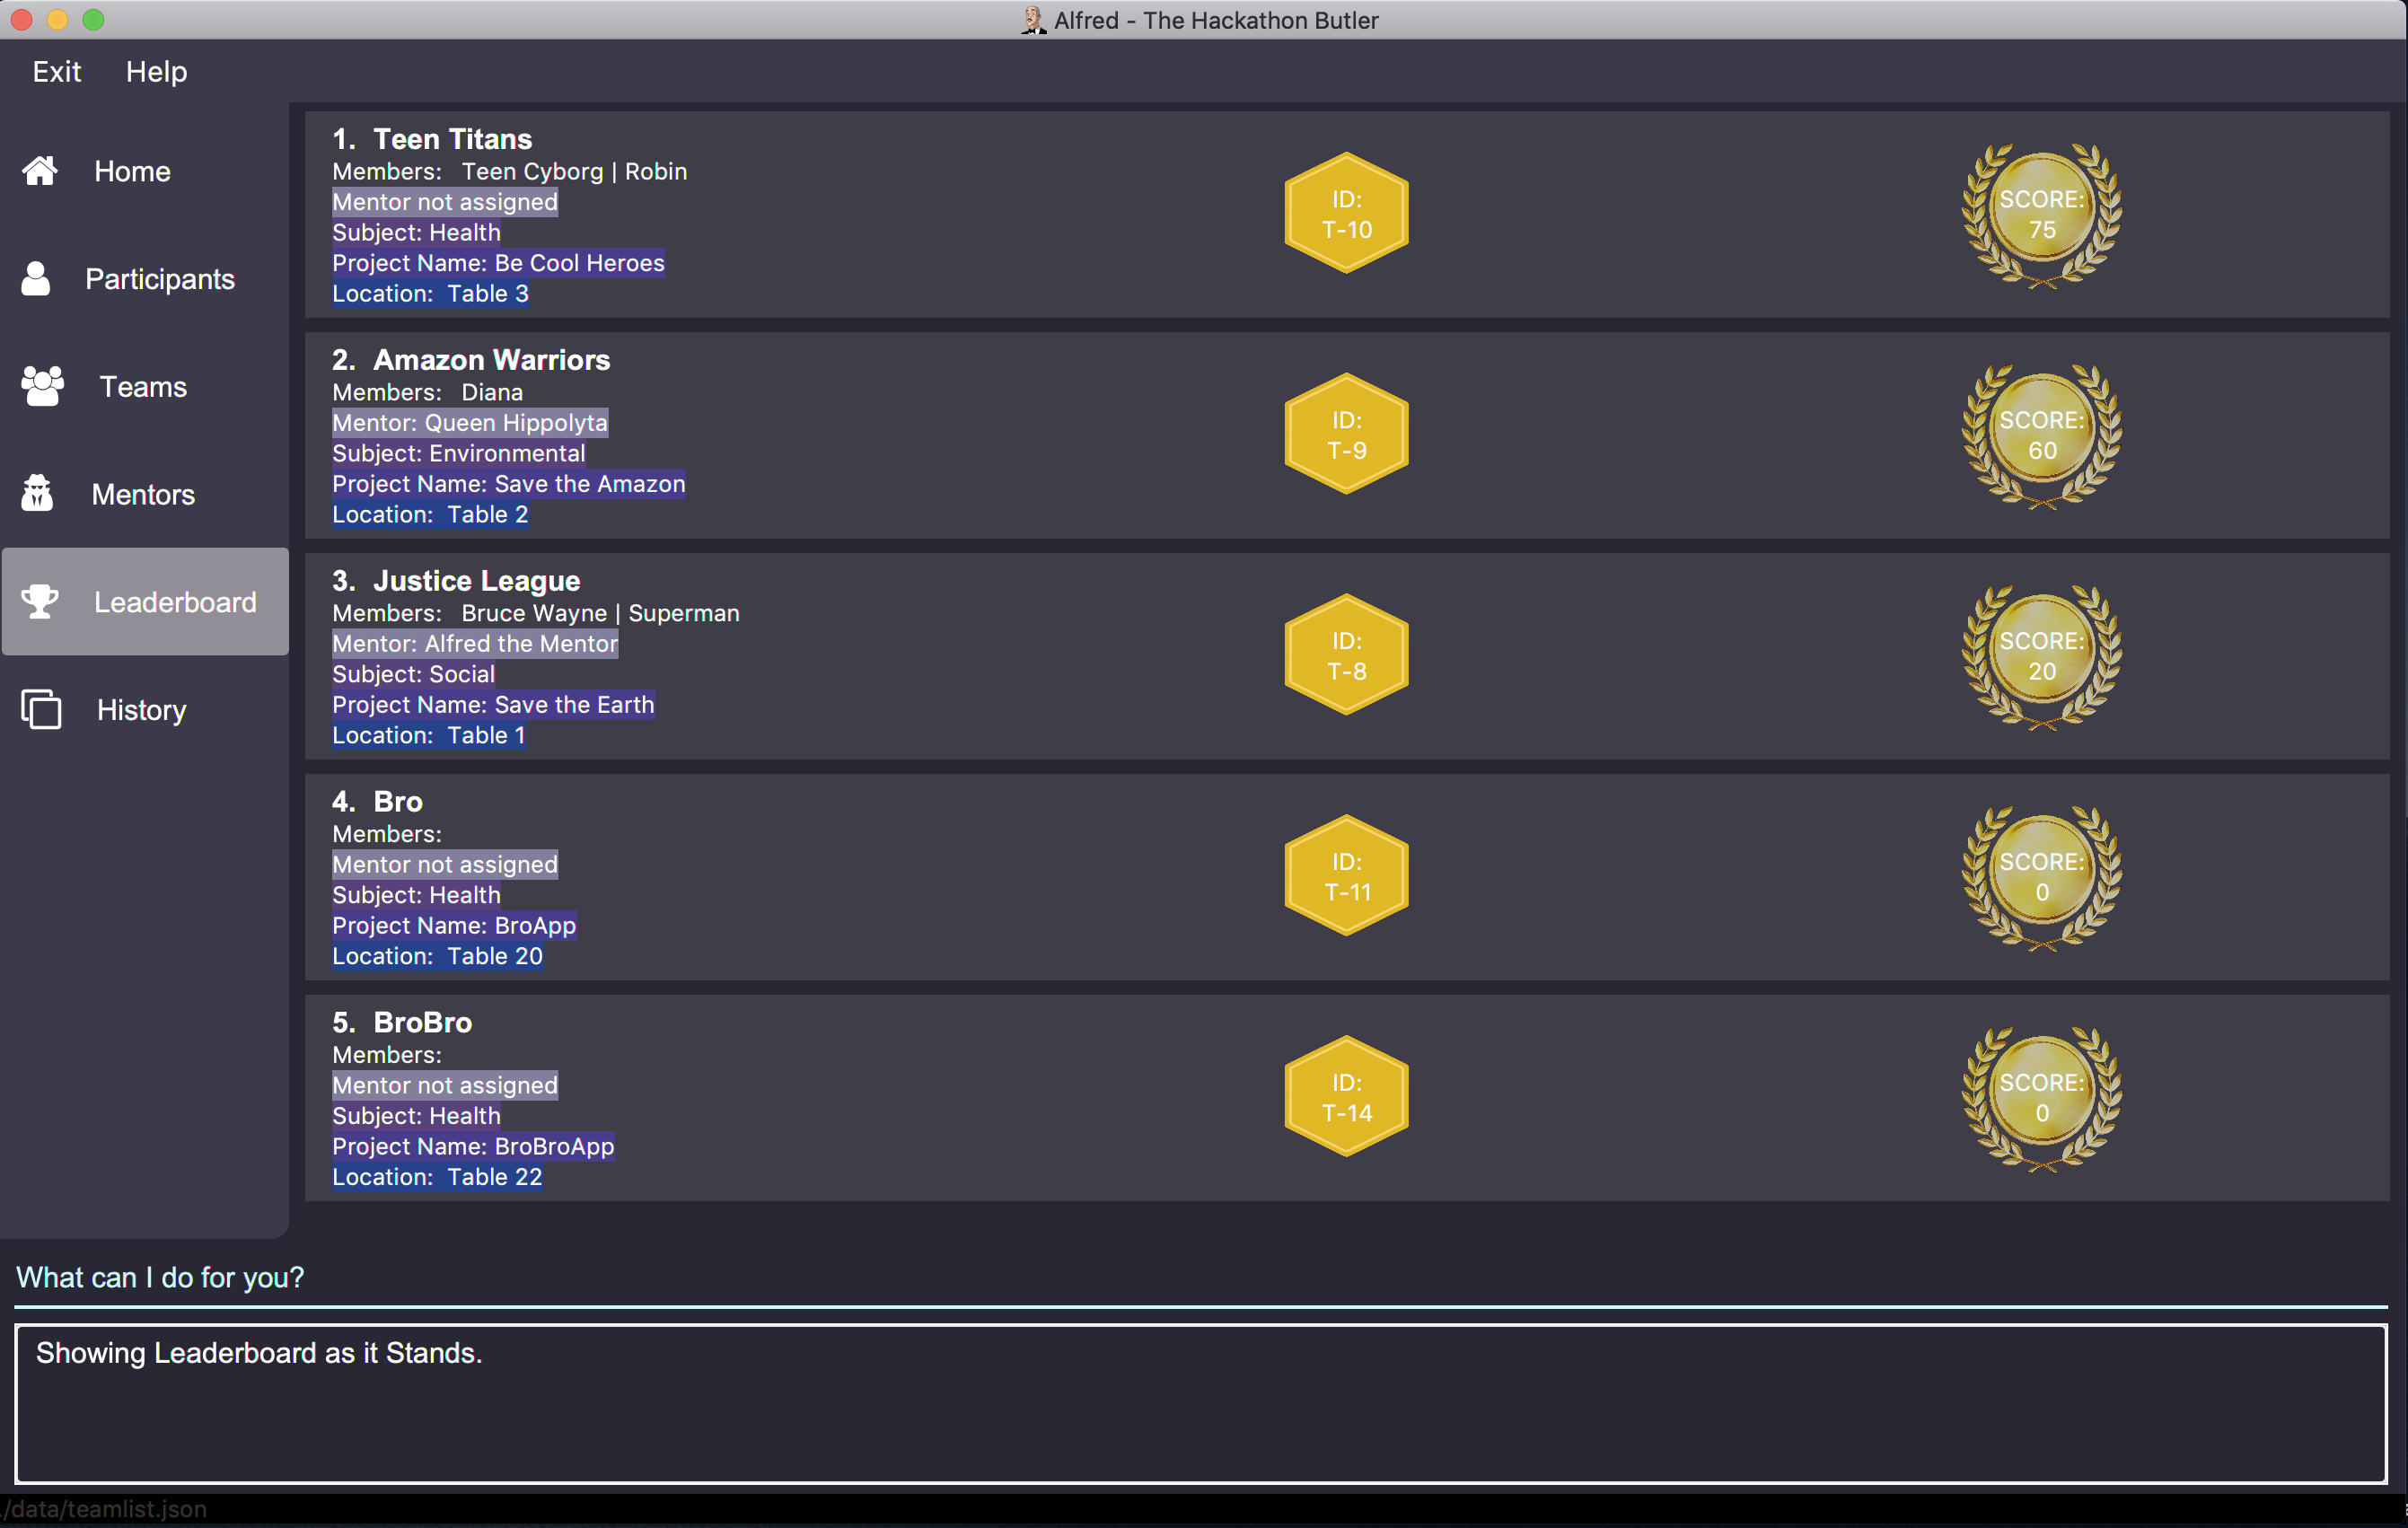 Alfred - The Hackathon Butler
Exit Help
Home
Participants
Teams
Mentors
Leaderboard
History
1. Teen Titans
Members: Teen Cyborg | Robin
Mentor not assigned
Subject: Health
Project Name: Be Cool Heroes
Location: Table 3
ID:
T-10
SCORE:
75
2. Amazon Warriors
Members: Diana
Mentor: Queen Hippolyta
Subject: Environmental
Project Name: Save the Amazon
Location: Table 2
ID:
T-9
SCORE:
60
3. Justice League
Members: Bruce Wayne | Superman
Mentor: Alfred the Mentor
Subject: Social
Project Name: Save the Earth
Location: Table 1
ID:
T-8
SCORE:
20
4. Bro
Members:
Mentor not assigned
Subject: Health
Project Name: BroApp
Location: Table 20
ID:
T-11
SCORE:
0
5. BroBro
Members:
Mentor not assigned
Subject: Health
Project Name: BroBroApp
Location: Table 22
ID:
T-14
SCORE:
0
What can I do for you?
Showing Leaderboard as it Stands.
./data/teamlist.json